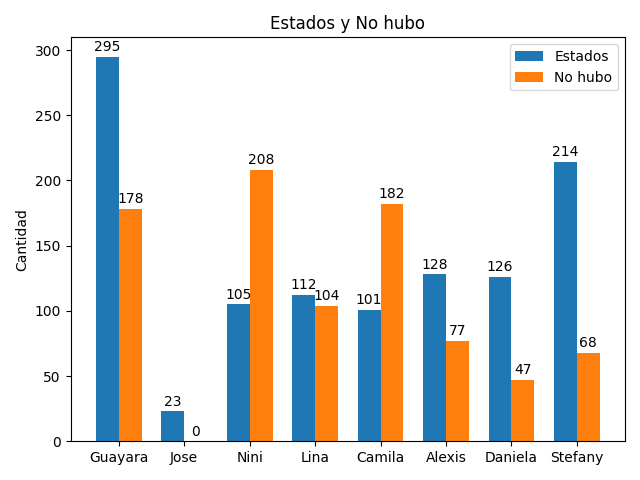 Estados y No hubo
Estados
No hubo
Cantidad
300
250
200
150
100
50
0
295
178
23
0
105
208
112
104
101
182
128
77
126
47
214
68
Guayara
Jose
Nini
Lina
Camila
Alexis
Daniela
Stefany